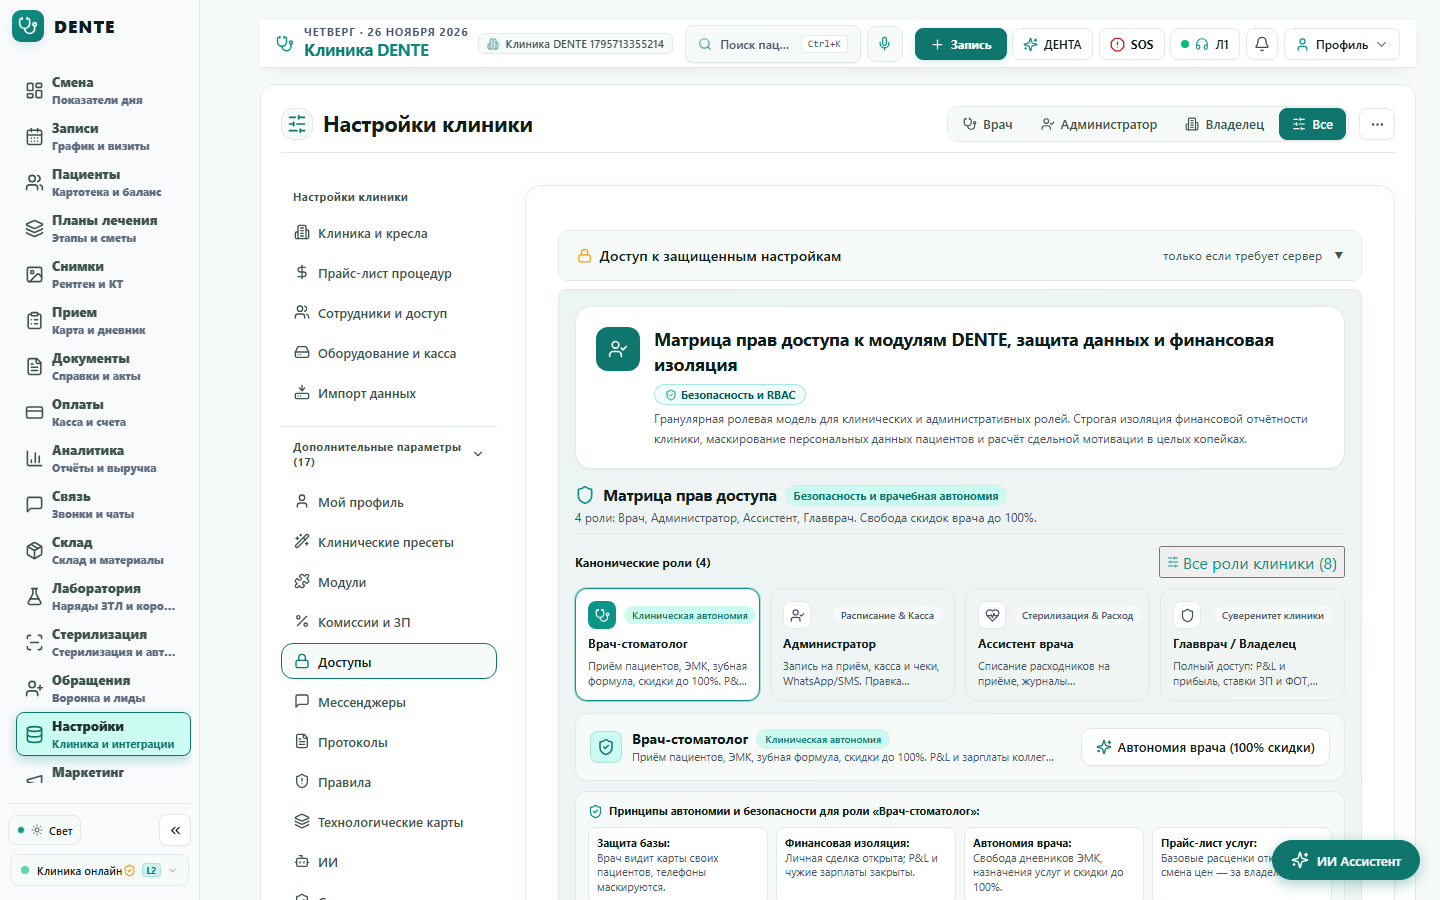 DENTE
Смена
Показатели дня
Записи
График и визиты
Пациенты
Картотека и баланс
Планы лечения
Этапы и сметы
Снимки
Рентген и КТ
Прием
Карта и дневник
Документы
Справки и акты
Оплаты
Касса и счета
Аналитика
Отчёты и выручка
Связь
Звонки и чаты
Склад
Склад и материалы
Лаборатория
Наряды ЗТЛ и коро...
Стерилизация
Стерилизация и авт...
Обращения
Воронка и лиды
Настройки
Клиника и интеграции
Маркетинг
Свет
Клиника онлайн L2
ЧЕТВЕРГ · 26 НОЯБРЯ 2026
Клиника DENTE
Клиника DENTE 1795713355214
Поиск пац... Ctrl+K
Запись
ДЕНТА
SOS
Л1
Профиль
Настройки клиники
Врач
Администратор
Владелец
Все
Настройки клиники
Клиника и кресла
Прайс-лист процедур
Сотрудники и доступ
Оборудование и касса
Импорт данных
Дополнительные параметры
(17)
Мой профиль
Клинические пресеты
Модули
Комиссии и ЗП
Доступы
Мессенджеры
Протоколы
Правила
Технологические карты
ИИ
Доступ к защищенным настройкам
только если требует сервер ▼
Матрица прав доступа к модулям DENTE, защита данных и финансовая
изоляция
Безопасность и RBAC
Гранулярная ролевая модель для клинических и административных ролей. Строгая изоляция финансовой отчётности
клиники, маскирование персональных данных пациентов и расчёт сдельной мотивации в целых копейках.
Матрица прав доступа
Безопасность и врачебная автономия
4 роли: Врач, Администратор, Ассистент, Главврач. Свобода скидок врача до 100%.
Канонические роли (4)
Все роли клиники (8)
Клиническая автономия
Врач-стоматолог
Приём пациентов, ЭМК, зубная
формула, скидки до 100%. P&...
Расписание & Касса
Администратор
Запись на приём, касса и чеки,
WhatsApp/SMS. Правка...
Стерилизация & Расход
Ассистент врача
Списание расходников на
приёме, журналы...
Суверенитет клиники
Главврач / Владелец
Полный доступ: P&L и
прибыль, ставки ЗП и ФОТ,...
Врач-стоматолог
Клиническая автономия
Приём пациентов, ЭМК, зубная формула, скидки до 100%. P&L и зарплаты коллег...
Автономия врача (100% скидки)
Принципы автономии и безопасности для роли «Врач-стоматолог»:
Защита базы:
Врач видит карты своих
пациентов, телефоны
маскируются.
Финансовая изоляция:
Личная сделка открыта; P&L и
чужие зарплаты закрыты.
Автономия врача:
Свобода дневников ЭМК,
назначения услуг и скидки до
100%.
Прайс-лист услуг:
Базовые расценки
смена цен — за
ИИ Ассистент